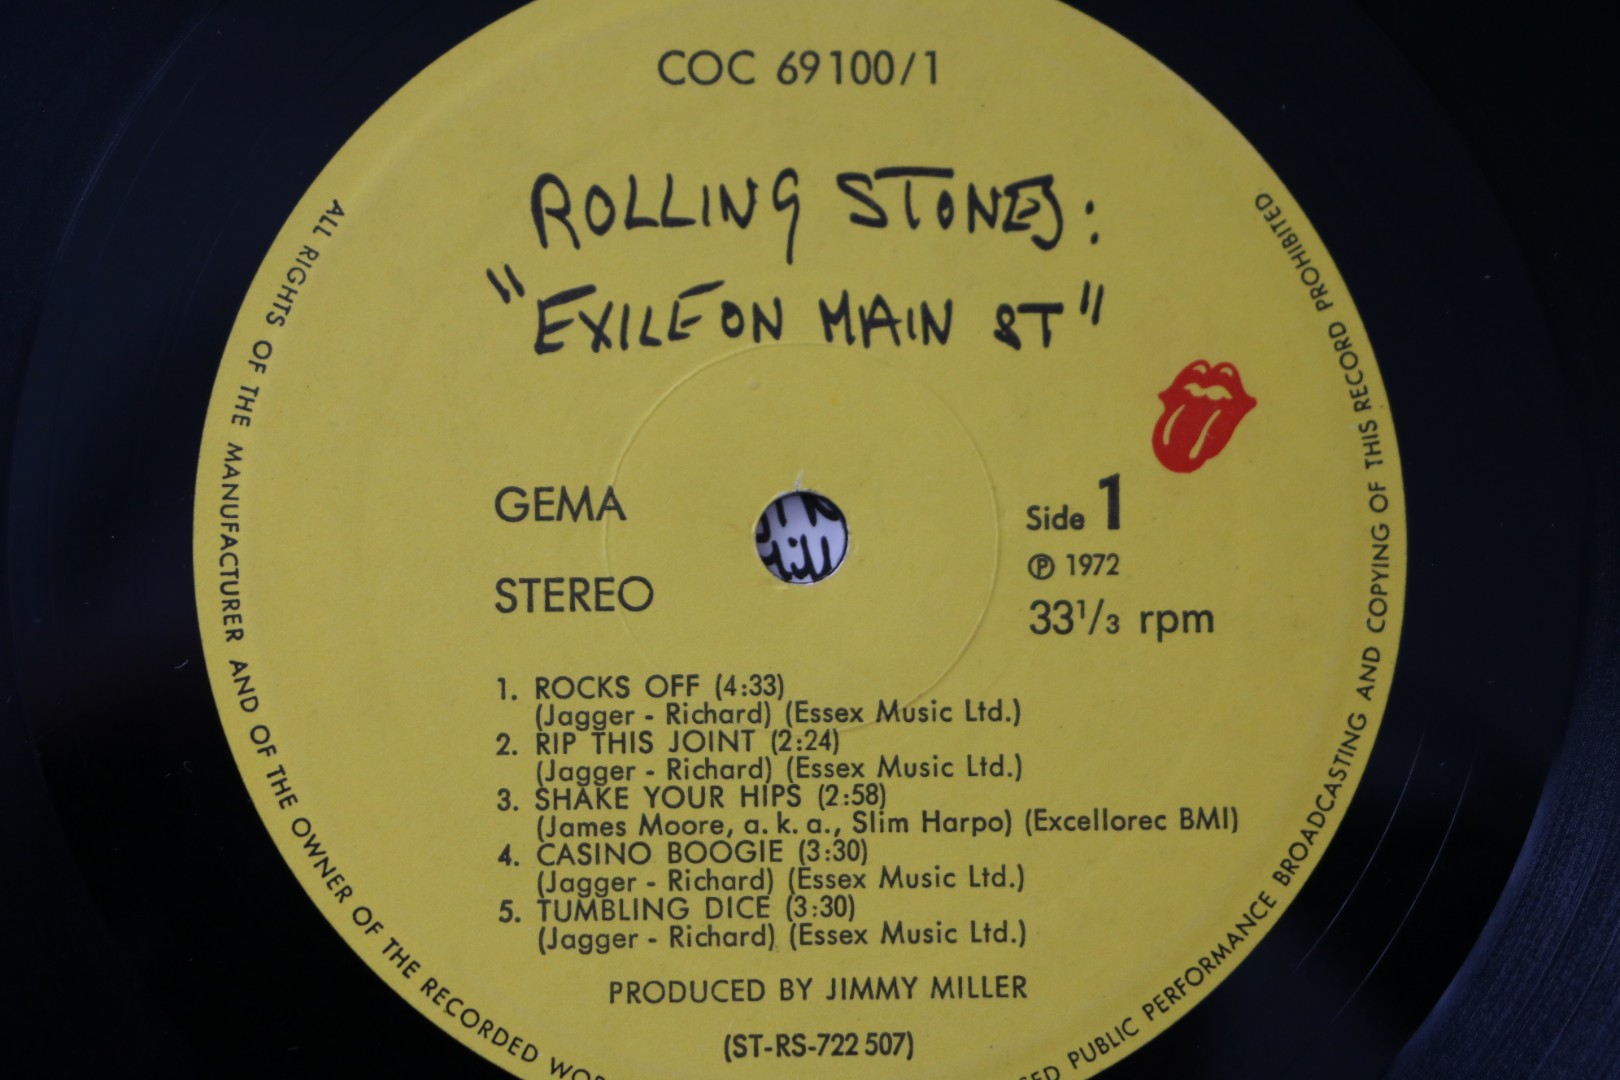 COC 69100/1
ROLLING STONES:
"EXILE ON MAIN ST"
GEMA
STEREO
Side 1
Ⓟ 1972
33 1/3 rpm
1. ROCKS OFF (4:33)
(Jagger - Richard) (Essex Music Ltd.)
2. RIP THIS JOINT (2:24)
(Jagger - Richard) (Essex Music Ltd.)
3. SHAKE YOUR HIPS (2:58)
(James Moore, a.k.a., Slim Harpo) (Excellorec BMI)
4. CASINO BOOGIE (3:30)
(Jagger - Richard) (Essex Music Ltd.)
5. TUMBLING DICE (3:30)
(Jagger - Richard) (Essex Music Ltd.)
PRODUCED BY JIMMY MILLER
(ST-RS-722 507)
ALL RIGHTS OF THE MANUFACTURER AND OF THE OWNER OF THE RECORDED
PUBLIC PERFORMANCE BROADCASTING AND COPYING OF THIS RECORD PROHIBITED.